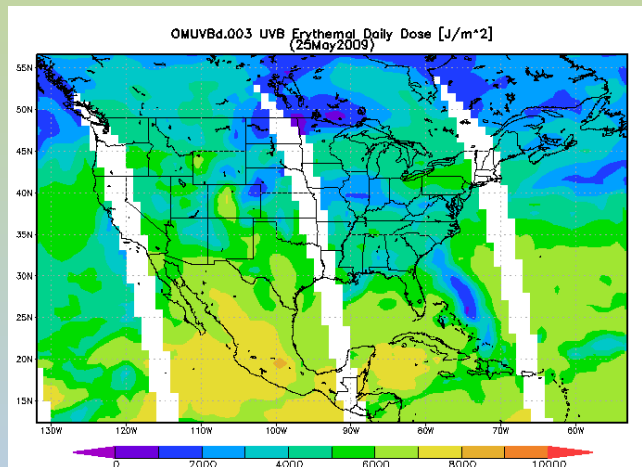 OMUVBd.003 UVB Erythemal Daily Dose [J/m^2]
(25May2009)
55N
50N
45N
40N
35N
30N
25N
20N
15N
130W 120W 110W 100W 90W 80W 70W 60W
0 2000 4000 6000 8000 10000